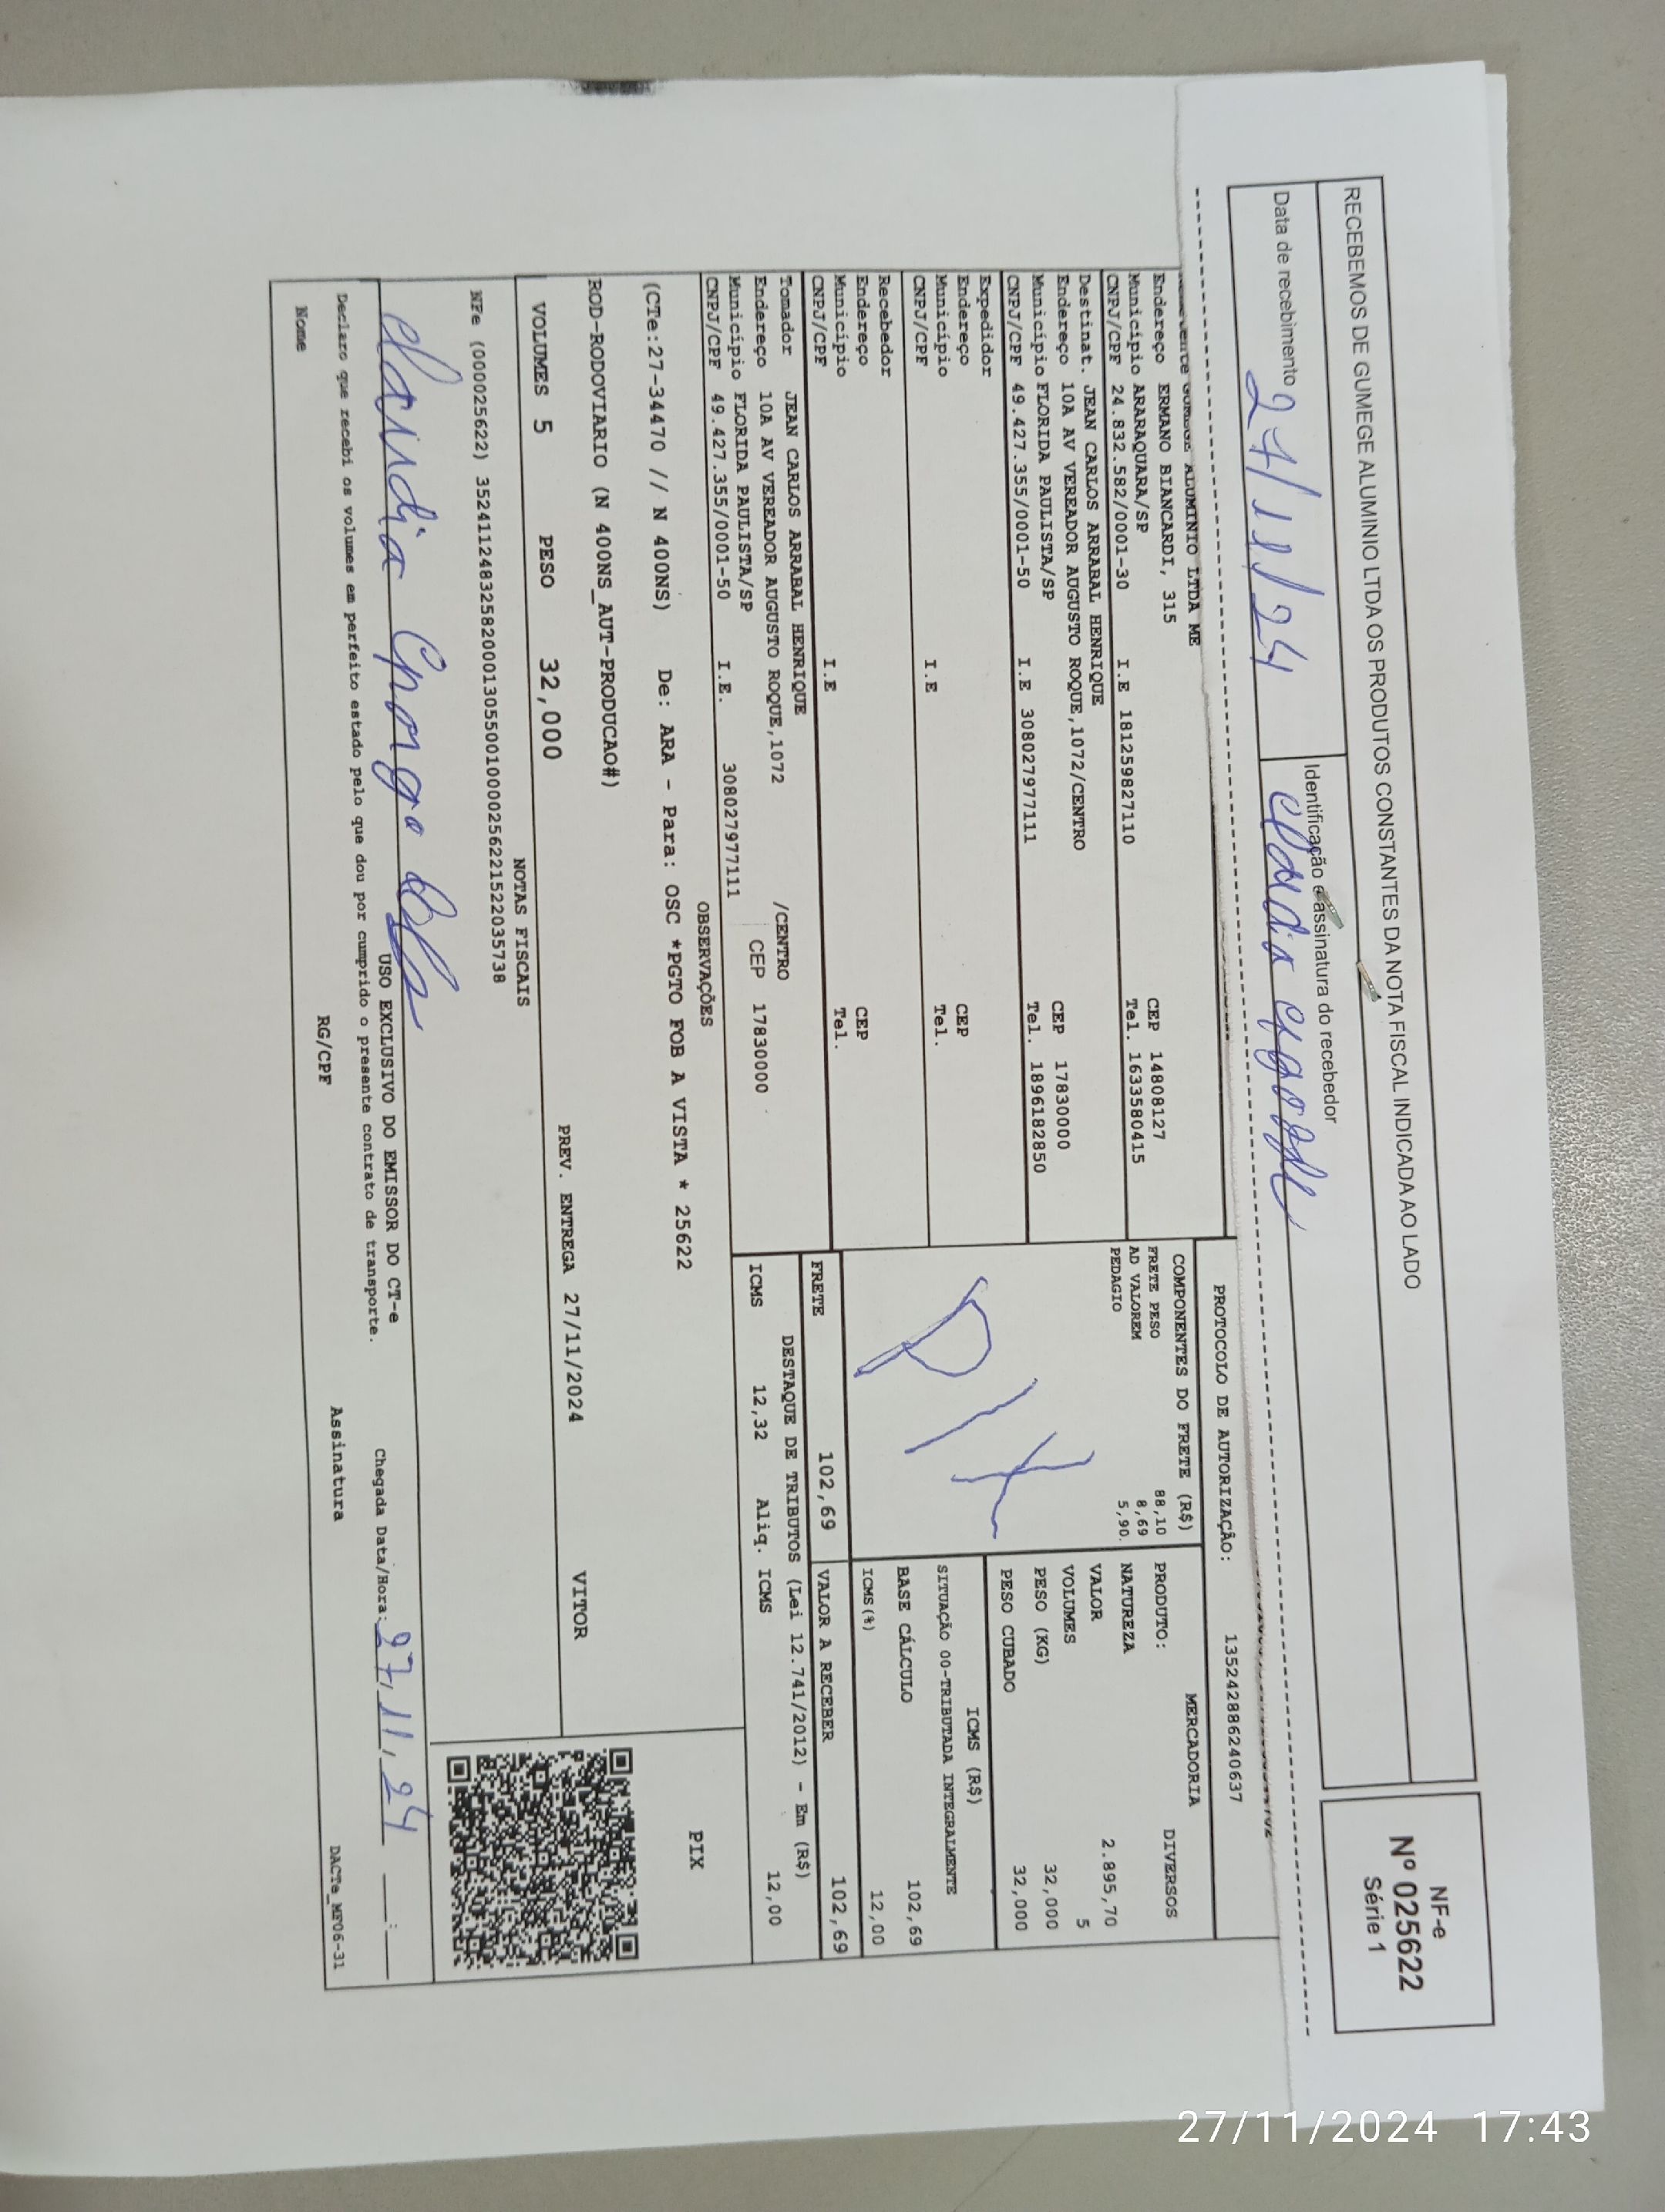 RECEBEMOS DE GUMEGE ALUMINIO LTDA OS PRODUTOS CONSTANTES DA NOTA FISCAL INDICADA AO LADO
Data de recebimento
27/11/24
Identificação e assinatura do recebedor
NF-e
Nº 025622
Série 1
PROTOCOLO DE AUTORIZAÇÃO: 135242886240637
ALUMINIO LTDA ME
Endereço ERMANO BIANCARDI, 315
CEP 14808127
Município ARARAQUARA/SP
Tel. 1633580415
CNPJ/CPF 24.832.582/0001-30 I.E 181259827110
Destinat. JEAN CARLOS ARRABAL HENRIQUE
Endereço 10A AV VEREADOR AUGUSTO ROQUE,1072/CENTRO
CEP 17830000
Município FLORIDA PAULISTA/SP
Tel. 18961828850
CNPJ/CPF 49.427.355/0001-50 I.E 308027977111
Expedidor
Endereço
CEP
Município
Tel.
CNPJ/CPF I.E
Recebedor
Endereço
CEP
Município
Tel.
CNPJ/CPF I.E
Tomador JEAN CARLOS ARRABAL HENRIQUE
Endereço 10A AV VEREADOR AUGUSTO ROQUE,1072 /CENTRO
Município FLORIDA PAULISTA/SP CEP 17830000
CNPJ/CPF 49.427.355/0001-50 I.E. 308027977111
COMPONENTES DO FRETE (R$)
FRETE PESO 88,10
AD VALOREM 8,69
PEDAGIO 5,90
PIX
MERCADORIA
PRODUTO: DIVERSOS
NATUREZA
VALOR 2.895,70
VOLUMES 5
PESO (KG) 32,000
PESO CUBADO 32,000
ICMS (R$)
SITUAÇÃO 00-TRIBUTADA INTEGRALMENTE
BASE CÁLCULO 102,69
ICMS (%) 12,00
FRETE 102,69
VALOR A RECEBER 102,69
DESTAQUE DE TRIBUTOS (Lei 12.741/2012) - Em (R$)
ICMS 12,32 Aliq. ICMS 12,00
OBSERVAÇÕES
(CTe:27-34470 // N 400NS) De: ARA - Para: OSC *PGTO FOB A VISTA * 25622
ROD-RODOVIARIO (N 400NS_AUT-PRODUCAO#)
PIX
VOLUMES 5 PESO 32,000 PREV. ENTREGA 27/11/2024 VITOR
NOTAS FISCAIS
NFe (000025622) 35241124832582000130550010000256221522035738
USO EXCLUSIVO DO EMISSOR DO CT-e
Declaro que recebi os volumes em perfeito estado pelo que dou por cumprido o presente contrato de transporte.
Chegada Data/Hora: 27, 11, 24 :
Nome RG/CPF Assinatura DACTe_MF06-31
27/11/2024 17:43